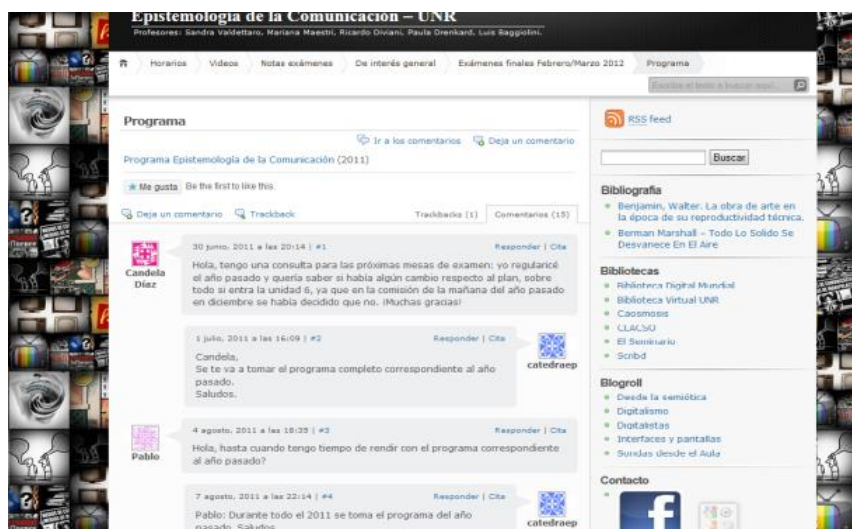 Epistemología de la Comunicación – UNR
Profesores: Sandra Valdettaro, Mariana Maestri, Ricardo Diviani, Paula Drenkard, Luis Baggiolini.
Horarios
Videos
Notas exámenes
De interés general
Exámenes finales Febrero/Marzo 2012
Programa
Escriba el texto a buscar aquí...
Programa
Ir a los comentarios
Deja un comentario
Programa Epistemología de la Comunicación (2011)
Me gusta
Be the first to like this.
Deja un comentario
Trackback
Trackbacks (1)
Comentarios (15)
Candela
Díaz
30 junio, 2011 a las 20:14 | #1
Responder | Cita
Hola, tengo una consulta para las próximas mesas de examen: yo regularicé
el año pasado y quería saber si había algún cambio respecto al plan, sobre
todo si entra la unidad 6, ya que en la comisión de la mañana del año pasado
en diciembre se había decidido que no. ¡Muchas gracias!
1 julio, 2011 a las 16:09 | #2
Responder | Cita
Candela,
Se te va a tomar el programa completo correspondiente al año
pasado.
Saludos.
catedraep
Pablo
4 agosto, 2011 a las 18:35 | #3
Responder | Cita
Hola, hasta cuando tengo tiempo de rendir con el programa correspondiente
al año pasado?
7 agosto, 2011 a las 22:14 | #4
Responder | Cita
Pablo: Durante todo el 2011 se toma el programa del año
pasado. Saludos.
catedraep
RSS feed
Buscar
Bibliografia
Benjamin, Walter. La obra de arte en
la época de su reproductividad técnica.
Berman Marshall – Todo Lo Solido Se
Desvanece En El Aire
Bibliotecas
Biblioteca Digital Mundial
Biblioteca Virtual UNR
Caosmosis
CLACSO
El Seminario
Scribd
Blogroll
Desde la semiótica
Digitalismo
Digitalistas
Interfaces y pantallas
Sundas desde el Aula
Contacto
f